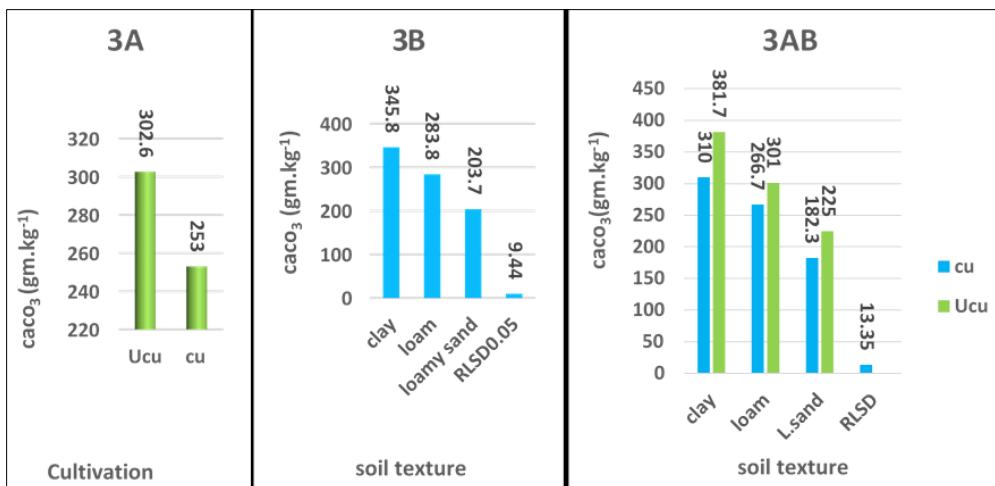 3A
302.6
253
320
300
280
260
240
220
caco3 (gm.kg-1)
Ucu cu
Cultivation
3B
345.8
283.8
203.7
9.44
400
300
200
100
0
caco3 (gm.kg-1)
clay loam loamy sand RLSD0.05
soil texture
3AB
381.7
310
301
266.7
225
182.3
13.35
450
400
350
300
250
200
150
100
50
0
caco3(gm.kg-1)
clay loam L.sand RLSD
soil texture
cu
Ucu